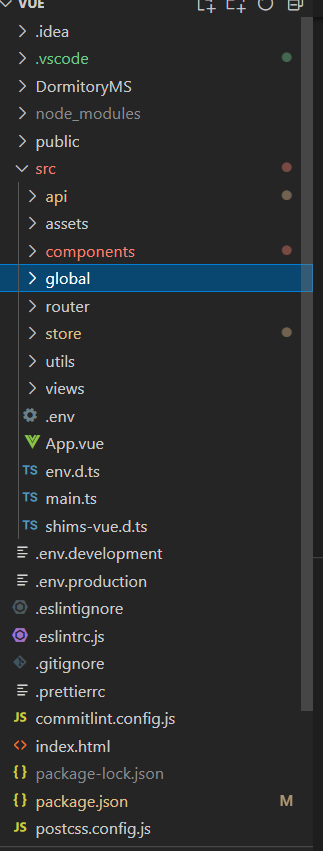 VUE
.idea
.vscode
DormitoryMS
node_modules
public
src
api
assets
components
global
router
store
utils
views
.env
App.vue
TS env.d.ts
TS main.ts
TS shims-vue.d.ts
.env.development
.env.production
.eslintignore
.eslintrc.js
.gitignore
.prettierrc
JS commitlint.config.js
<> index.html
{ } package-lock.json
{ } package.json M
JS postcss.config.js